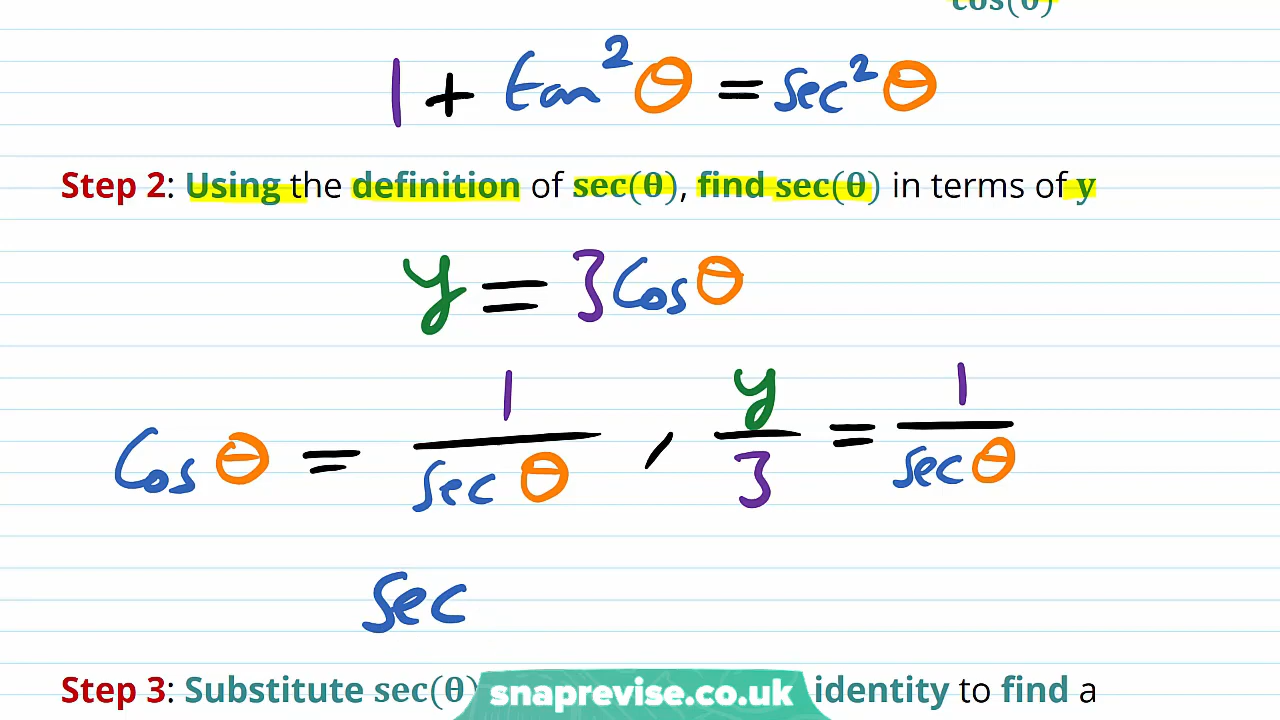 cos(θ)
1 + tan²θ = sec²θ
Step 2: Using the definition of sec(θ), find sec(θ) in terms of y
y = 3cosθ
Cosθ = 1/secθ , y/3 = 1/secθ
sec
Step 3: Substitute sec(θ) identity to find a
snaprevise.co.uk